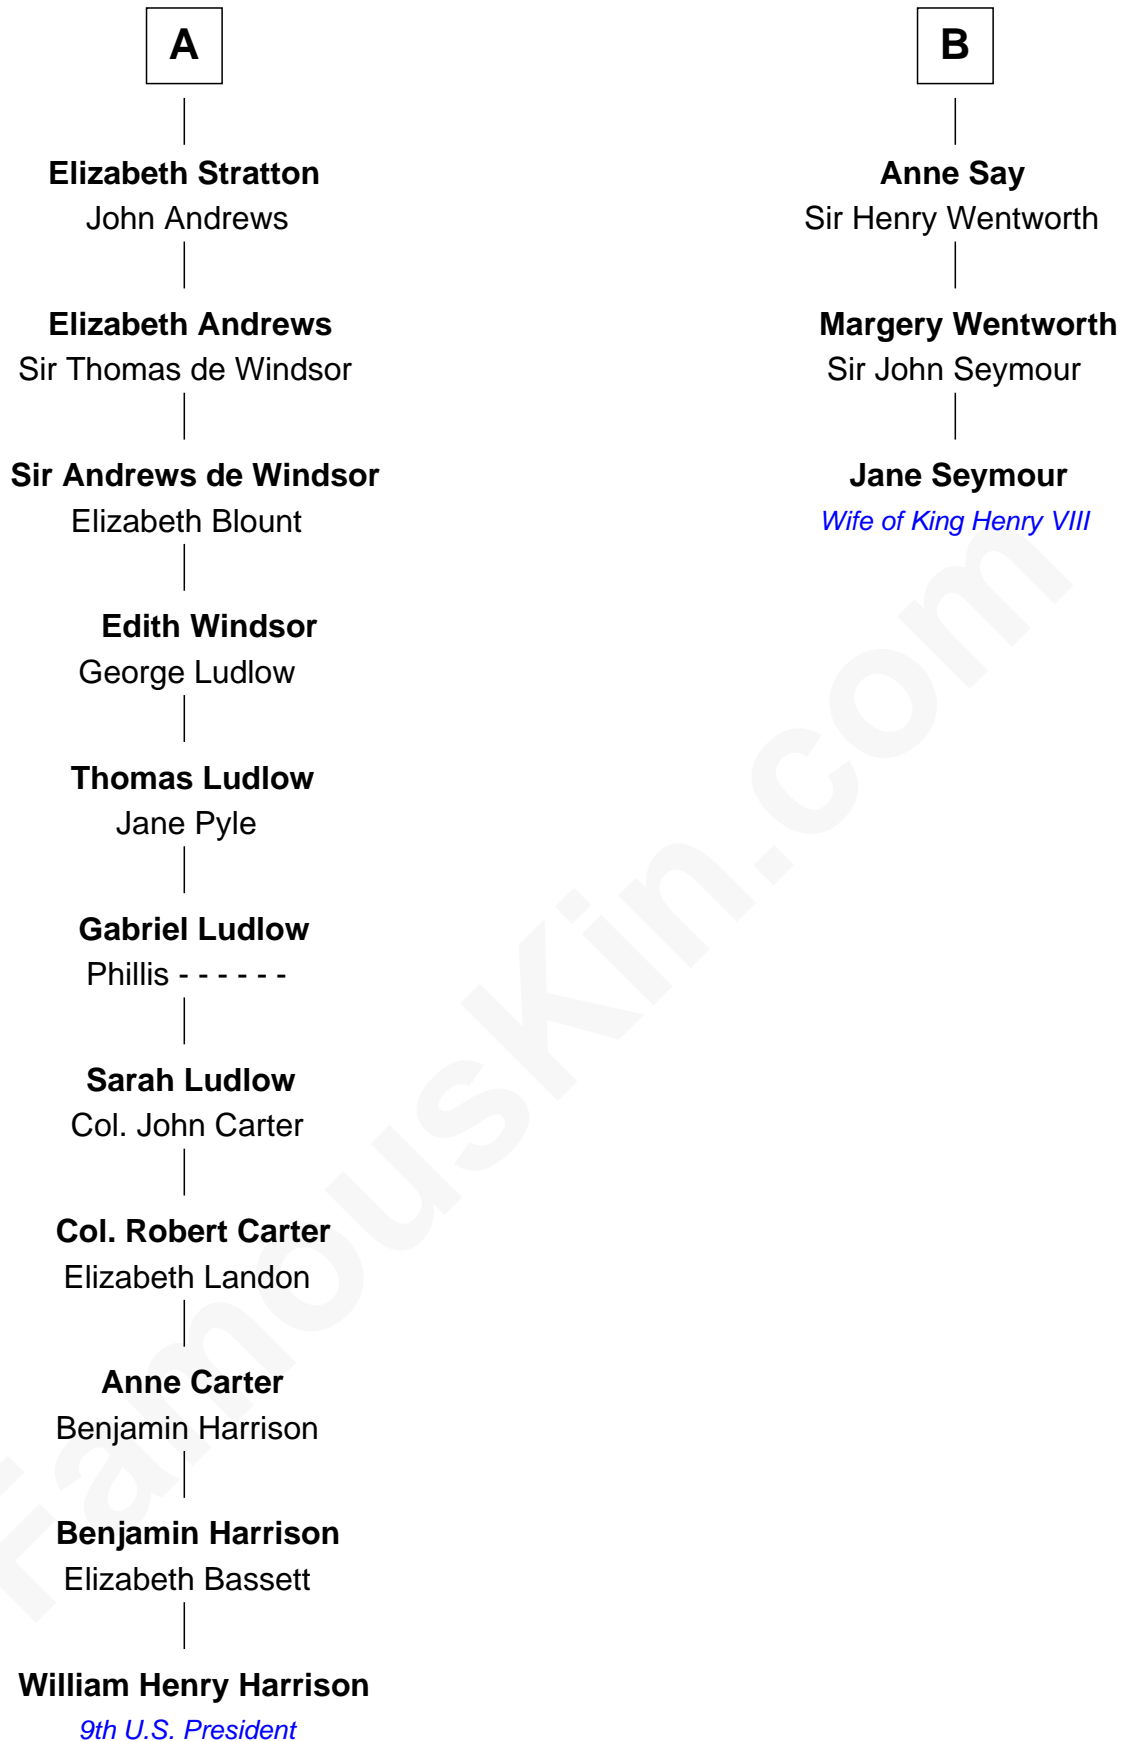 A
Elizabeth Stratton
John Andrews
Elizabeth Andrews
Sir Thomas de Windsor
Sir Andrews de Windsor
Elizabeth Blount
Edith Windsor
George Ludlow
Thomas Ludlow
Jane Pyle
Gabriel Ludlow
Phillis - - - - - -
Sarah Ludlow
Col. John Carter
Col. Robert Carter
Elizabeth Landon
Anne Carter
Benjamin Harrison
Benjamin Harrison
Elizabeth Bassett
William Henry Harrison
9th U.S. President
B
Anne Say
Sir Henry Wentworth
Margery Wentworth
Sir John Seymour
Jane Seymour
Wife of King Henry VIII
FamousKin.com